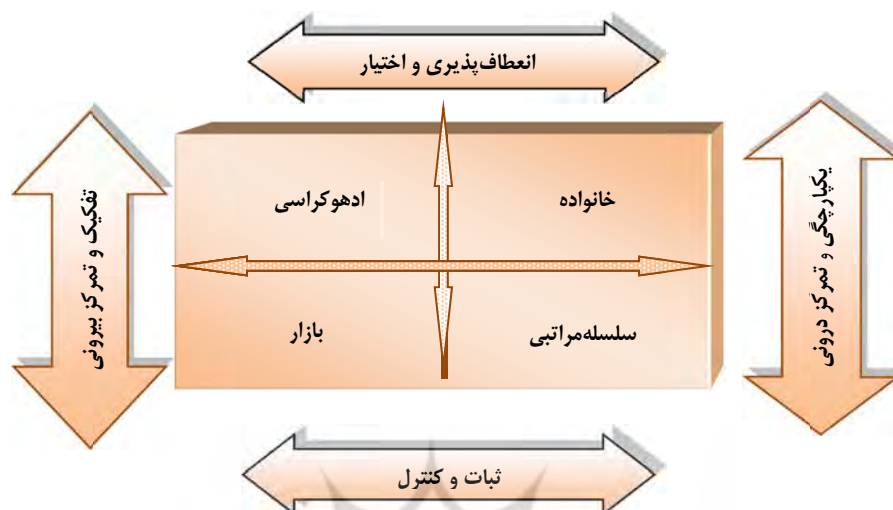 انعطاف‌پذیری و اختیار
یکپارچگی و تمرکز درونی
خانواده
ادهوکراسی
تفکیک و تمرکز بیرونی
سلسله‌مراتبی
بازار
ثبات و کنترل